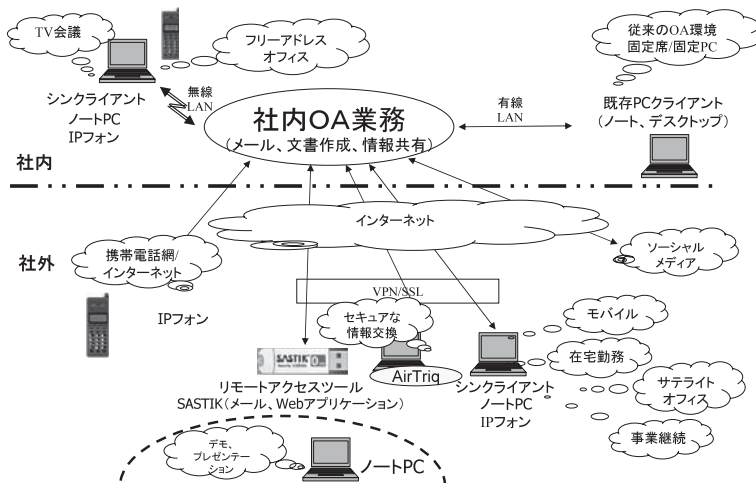 TV会議
フリーアドレス
オフィス
従来のOA環境
固定席/固定PC
シンクライアント
ノートPC
IPフォン
無線
LAN
社内OA業務
(メール、文書作成、情報共有)
有線
LAN
既存PCクライアント
(ノート、デスクトップ)
社内
社外
インターネット
携帯電話網/
インターネット
ソーシャル
メディア
IPフォン
VPN/SSL
セキュアな
情報交換
モバイル
在宅勤務
サテライト
オフィス
事業継続
SASTIK
AirTriq
リモートアクセスツール
SASTIK(メール、Webアプリケーション)
シンクライアント
ノートPC
IPフォン
デモ、
プレゼンテー
ション
ノートPC